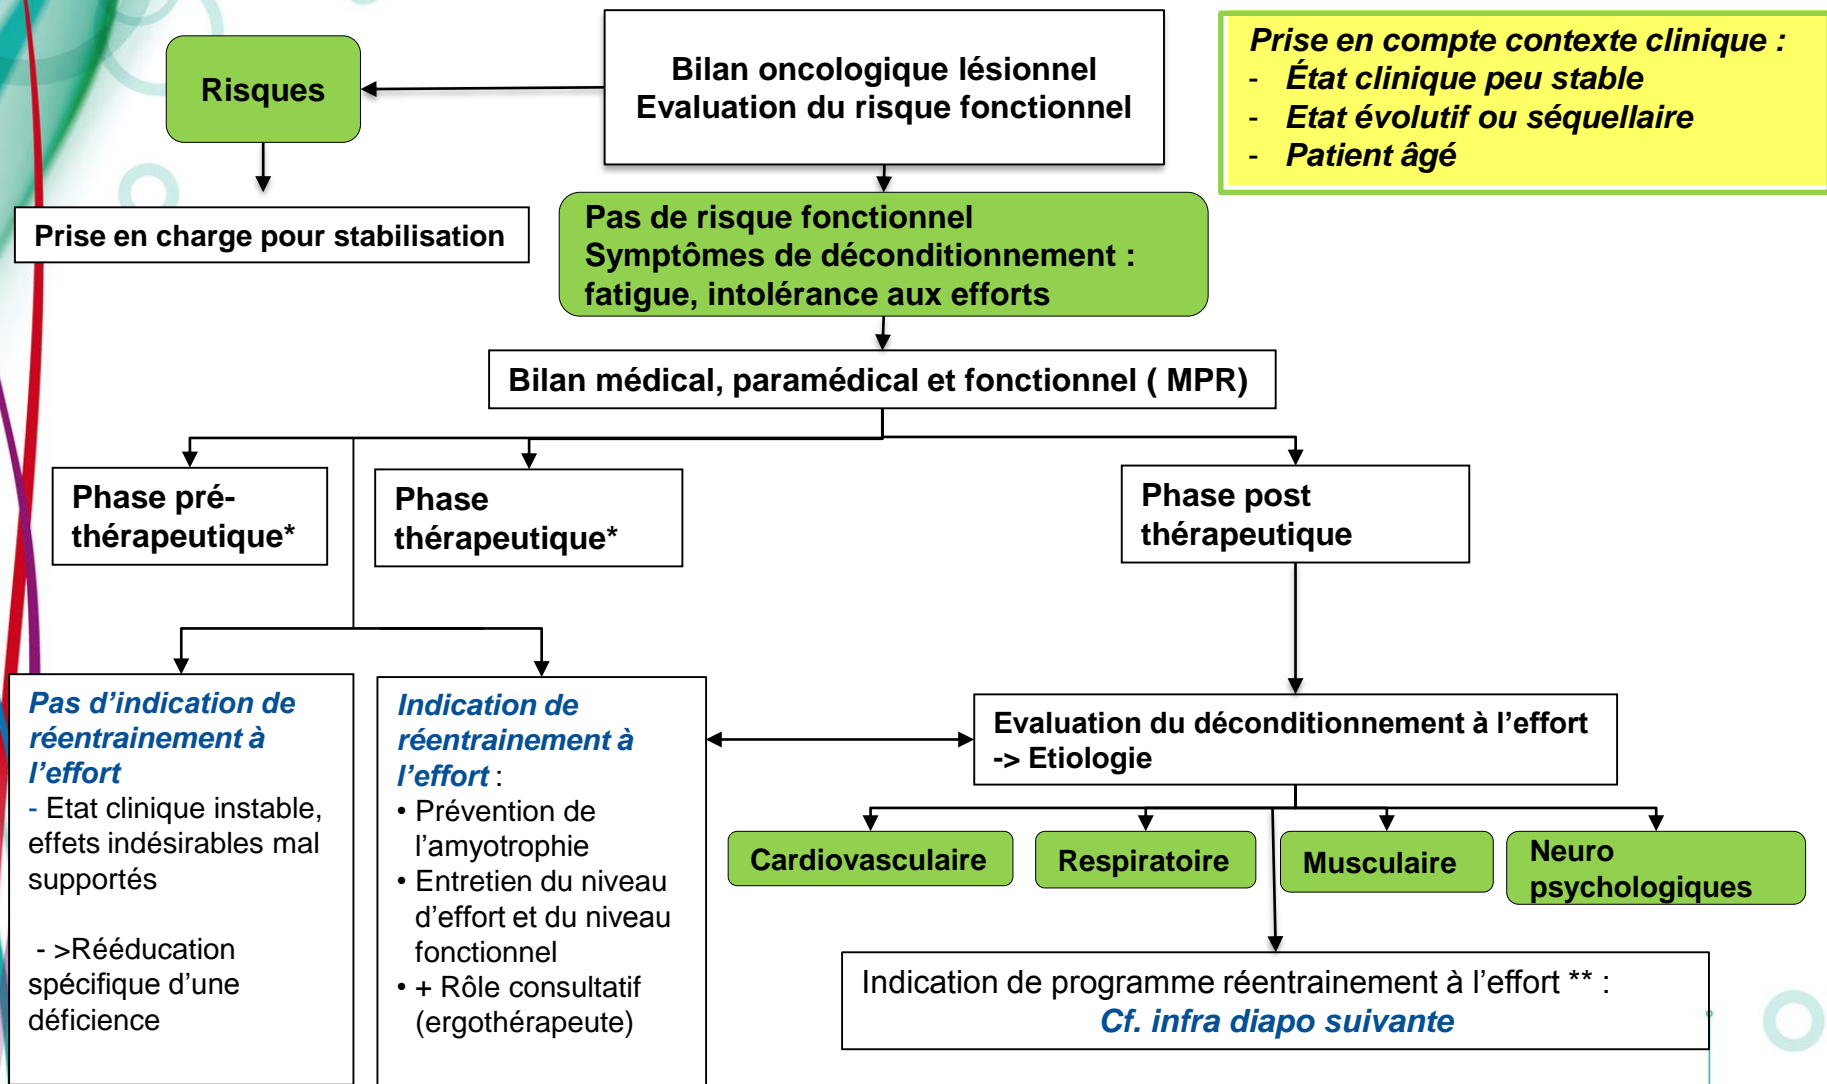 Risques
Bilan oncologique lésionnel
Evaluation du risque fonctionnel
Prise en compte contexte clinique :
- État clinique peu stable
- Etat évolutif ou séquellaire
- Patient âgé
Prise en charge pour stabilisation
Pas de risque fonctionnel
Symptômes de déconditionnement :
fatigue, intolérance aux efforts
Bilan médical, paramédical et fonctionnel ( MPR)
Phase pré-
thérapeutique*
Phase
thérapeutique*
Phase post
thérapeutique
Pas d’indication de
réentrainement à
l’effort
- Etat clinique instable,
effets indésirables mal
supportés
- >Rééducation
spécifique d’une
déficience
Indication de
réentrainement à
l’effort :
• Prévention de
l’amyotrophie
• Entretien du niveau
d’effort et du niveau
fonctionnel
• + Rôle consultatif
(ergothérapeute)
Evaluation du déconditionnement à l’effort
-> Etiologie
Cardiovasculaire
Respiratoire
Musculaire
Neuro
psychologiques
Indication de programme réentrainement à l’effort ** :
Cf. infra diapo suivante